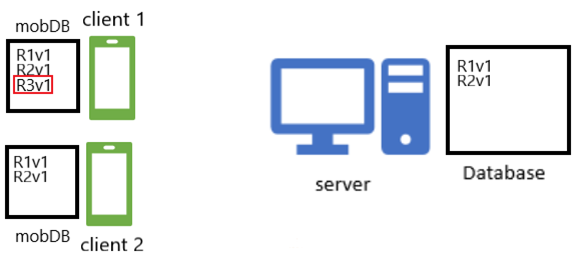 mobDB
client 1
R1v1
R2v1
R3v1
R1v1
R2v1
mobDB
client 2
server
R1v1
R2v1
Database